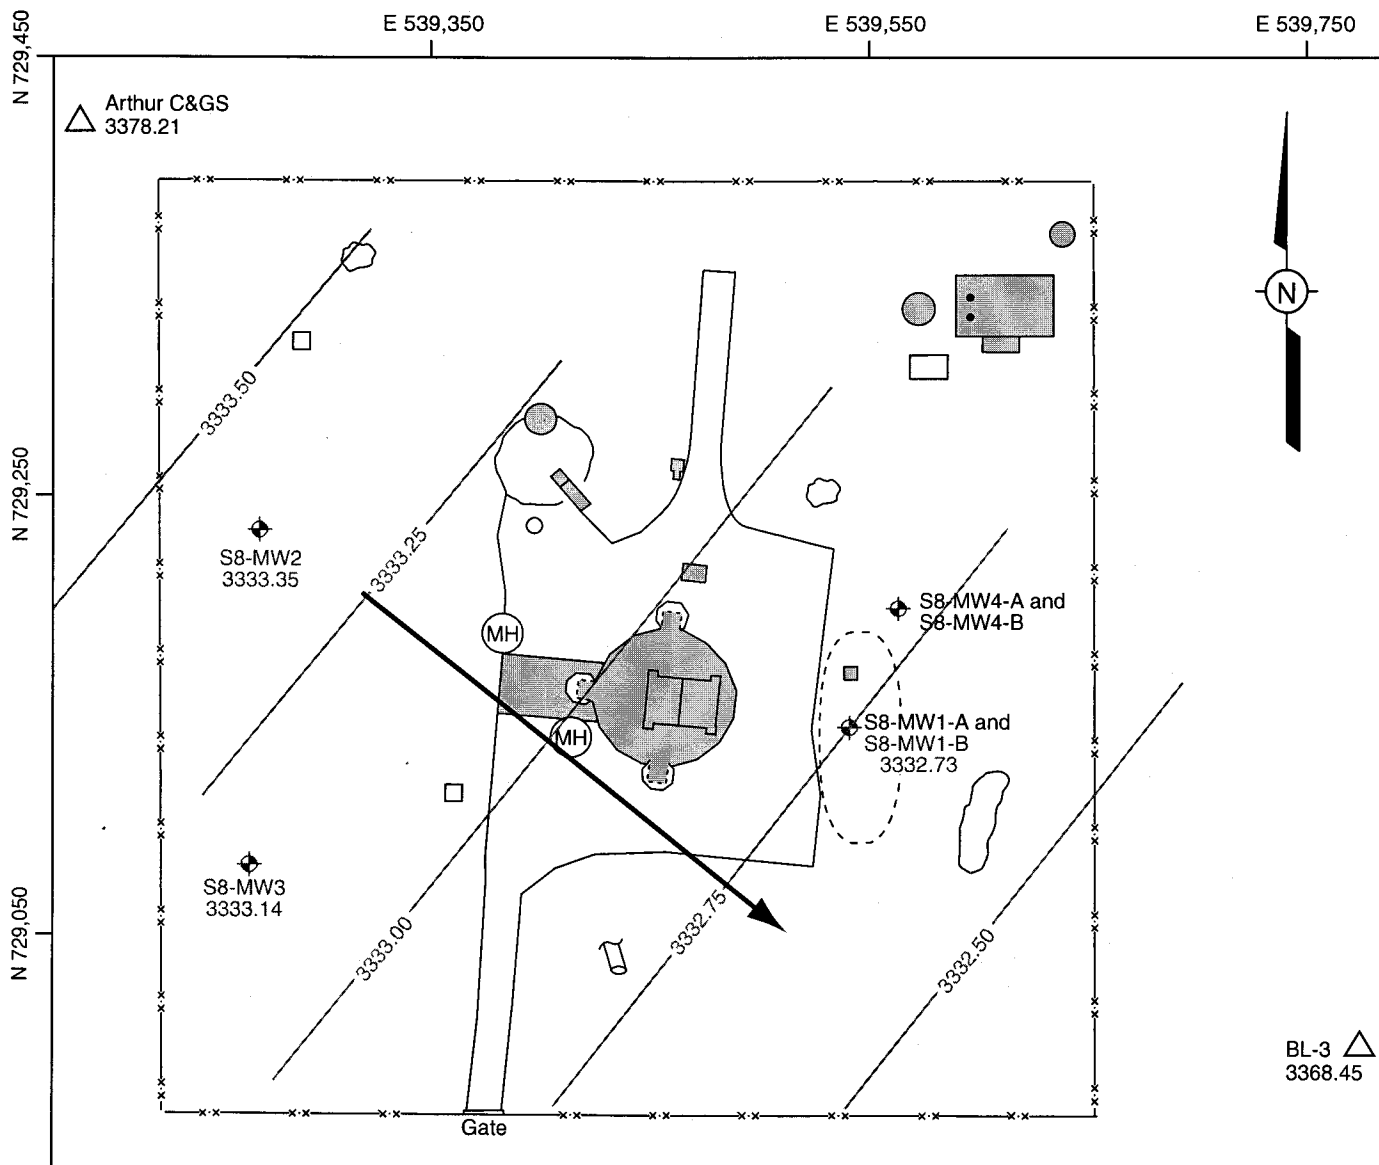 E 539,350
E 539,550
E 539,750
N 729,450
Arthur C&GS
3378.21
N
3333.50
N 729,250
3333.25
S8-MW2
3333.35
S8-MW4-A and
S8-MW4-B
MH
S8-MW1-A and
S8-MW1-B
3332.73
MH
S8-MW3
3333.14
3333.00
3332.75
3332.50
N 729,050
BL-3
3368.45
Gate